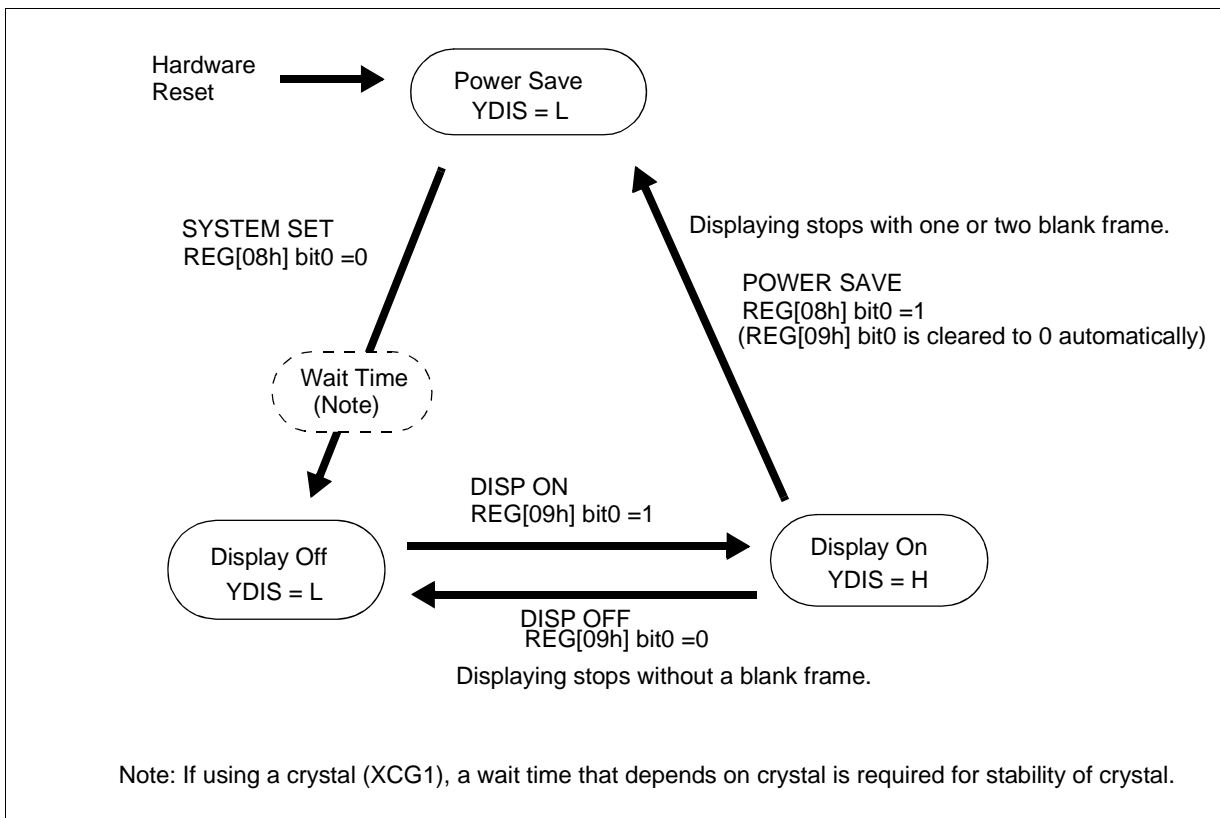 Hardware
Reset
Power Save
YDIS = L
SYSTEM SET
REG[08h] bit0 =0
Displaying stops with one or two blank frame.
POWER SAVE
REG[08h] bit0 =1
(REG[09h] bit0 is cleared to 0 automatically)
Wait Time
(Note)
DISP ON
REG[09h] bit0 =1
Display Off
YDIS = L
Display On
YDIS = H
DISP OFF
REG[09h] bit0 =0
Displaying stops without a blank frame.
Note: If using a crystal (XCG1), a wait time that depends on crystal is required for stability of crystal.